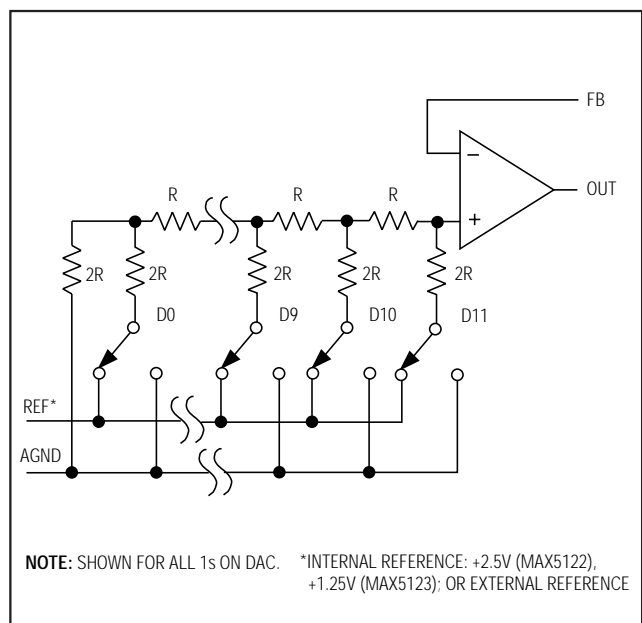 FB
OUT
−
+
R R R
2R 2R 2R 2R 2R
D0 D9 D10 D11
REF*
AGND
NOTE: SHOWN FOR ALL 1s ON DAC. *INTERNAL REFERENCE: +2.5V (MAX5122),
+1.25V (MAX5123); OR EXTERNAL REFERENCE